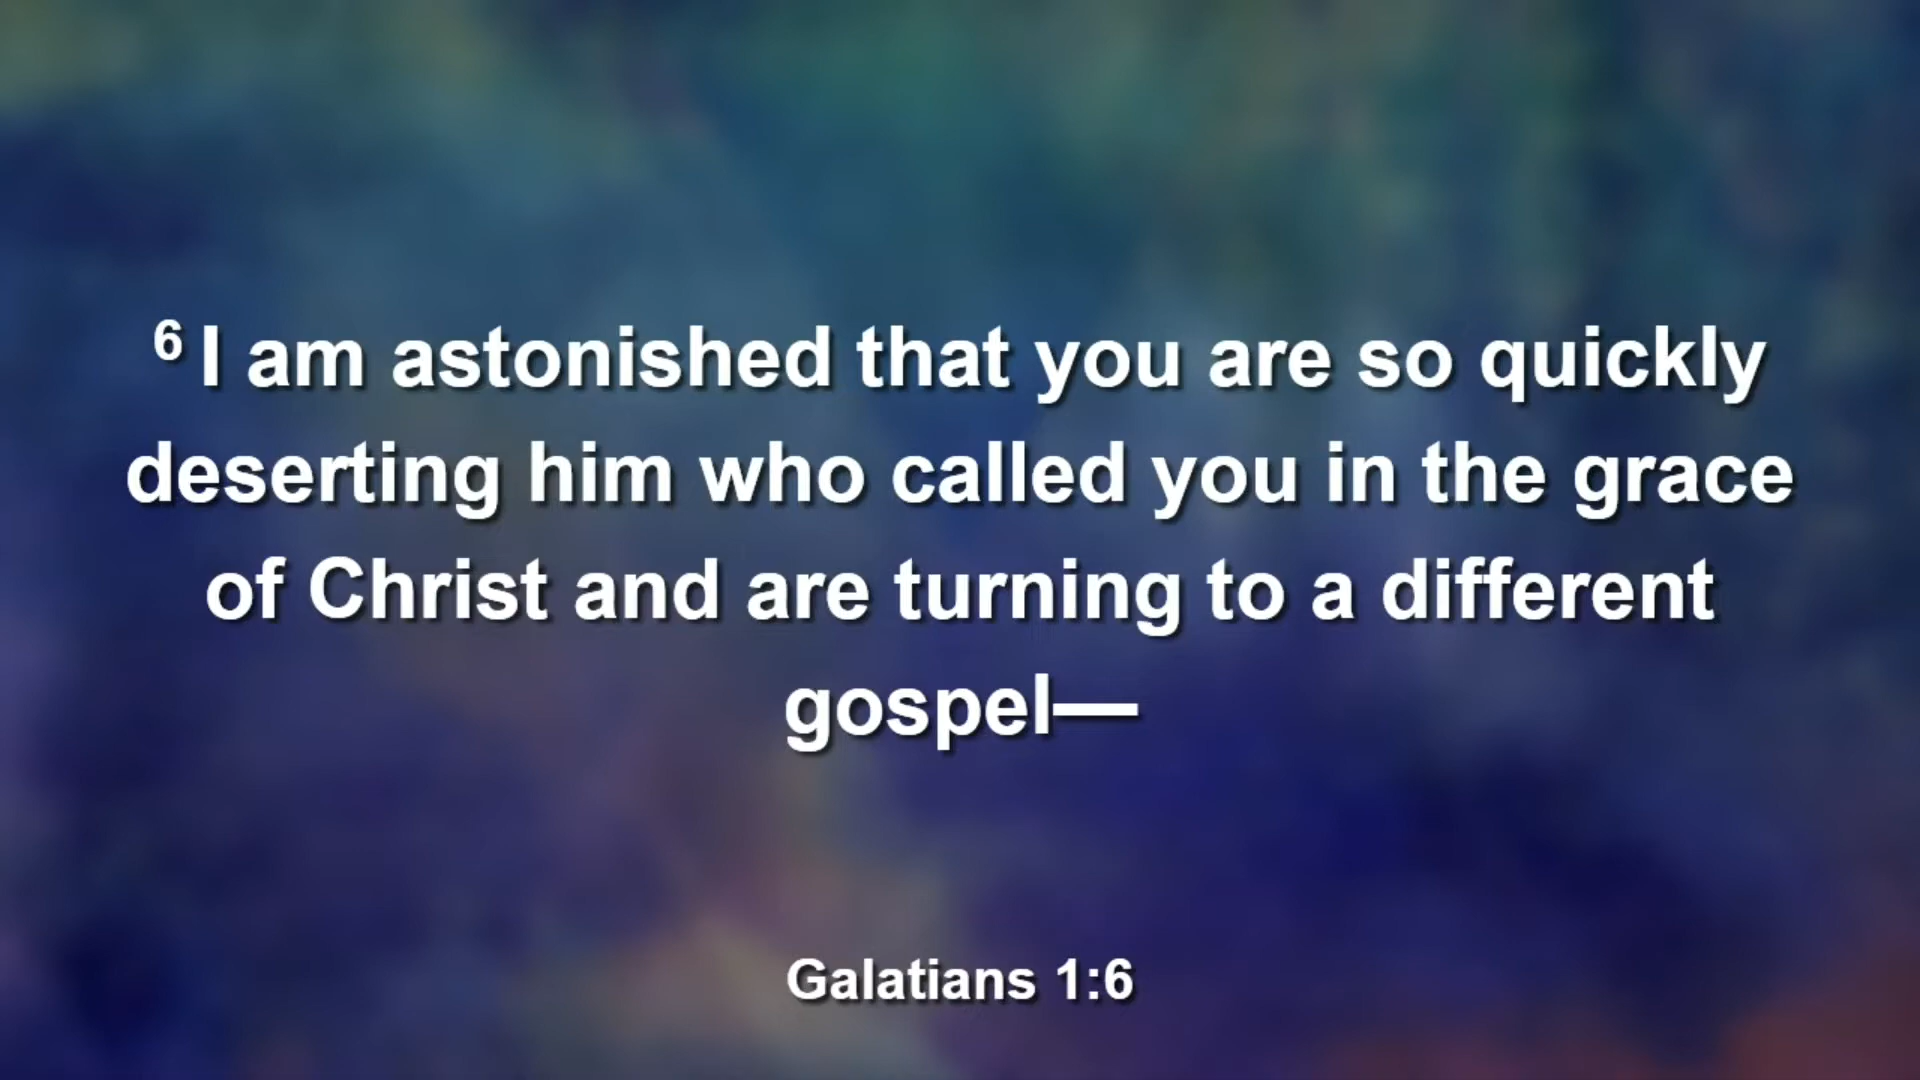 6 I am astonished that you are so quickly
deserting him who called you in the grace
of Christ and are turning to a different
gospel—
Galatians 1:6